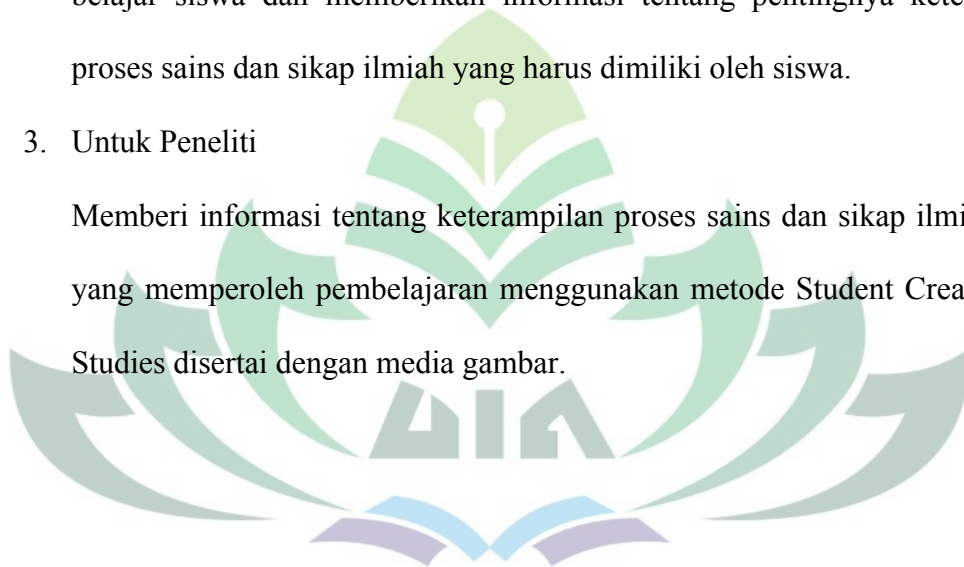 belajar siswa dan memberikan informasi tentang pentingnya kete
proses sains dan sikap ilmiah yang harus dimiliki oleh siswa.
3. Untuk Peneliti
Memberi informasi tentang keterampilan proses sains dan sikap ilmi
yang memperoleh pembelajaran menggunakan metode Student Crea
Studies disertai dengan media gambar.
UIN